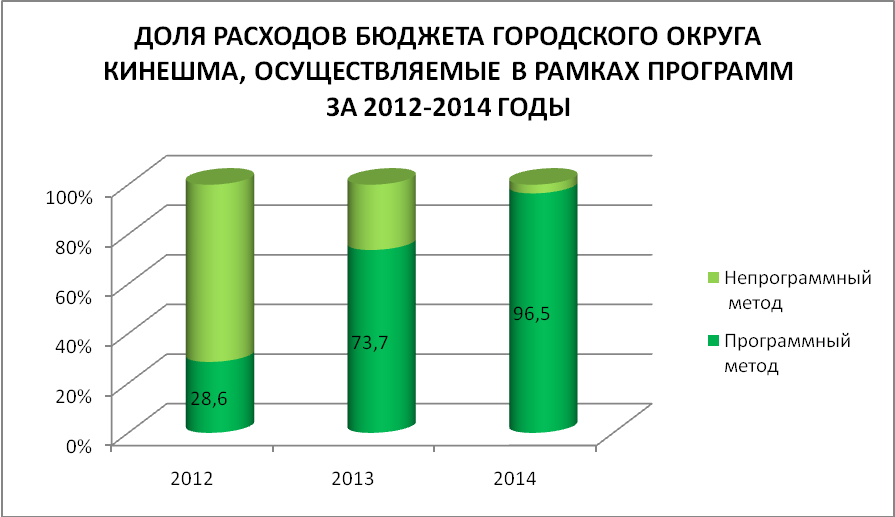 ДОЛЯ РАСХОДОВ БЮДЖЕТА ГОРОДСКОГО ОКРУГА
КИНЕШМА, ОСУЩЕСТВЛЯЕМЫЕ В РАМКАХ ПРОГРАММ
ЗА 2012-2014 ГОДЫ
100%
80%
60%
40%
20%
0%
28,6
73,7
96,5
2012
2013
2014
Непрограммный
метод
Программный
метод